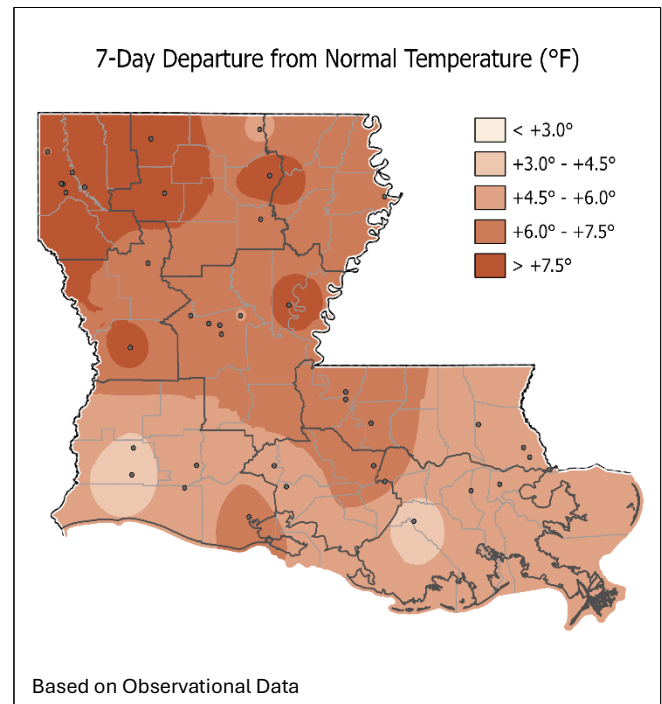 7-Day Departure from Normal Temperature (°F)
< +3.0°
+3.0° - +4.5°
+4.5° - +6.0°
+6.0° - +7.5°
> +7.5°
Based on Observational Data